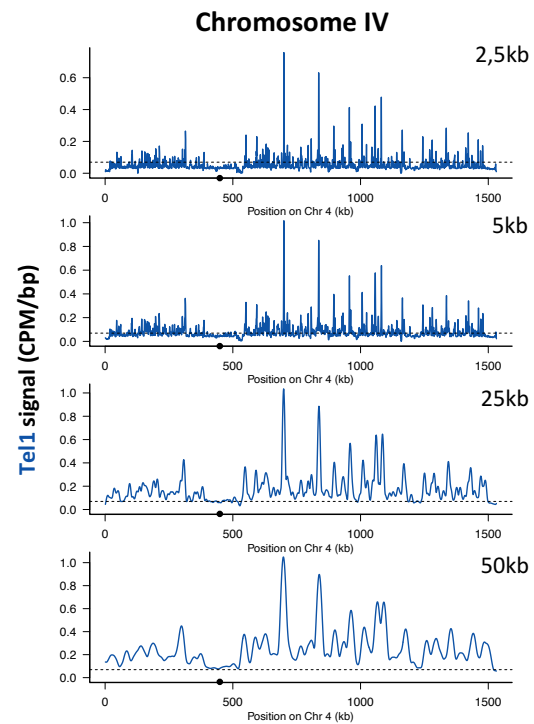 Chromosome IV
2,5kb
0.6
0.4
0.2
0.0
0 500 1000 1500
Position on Chr 4 (kb)
5kb
1.0
0.8
0.6
0.4
0.2
0.0
0 500 1000 1500
Position on Chr 4 (kb)
Tel1 signal (CPM/bp)
25kb
1.0
0.8
0.6
0.4
0.2
0.0
0 500 1000 1500
Position on Chr 4 (kb)
50kb
1.0
0.8
0.6
0.4
0.2
0.0
0 500 1000 1500
Position on Chr 4 (kb)